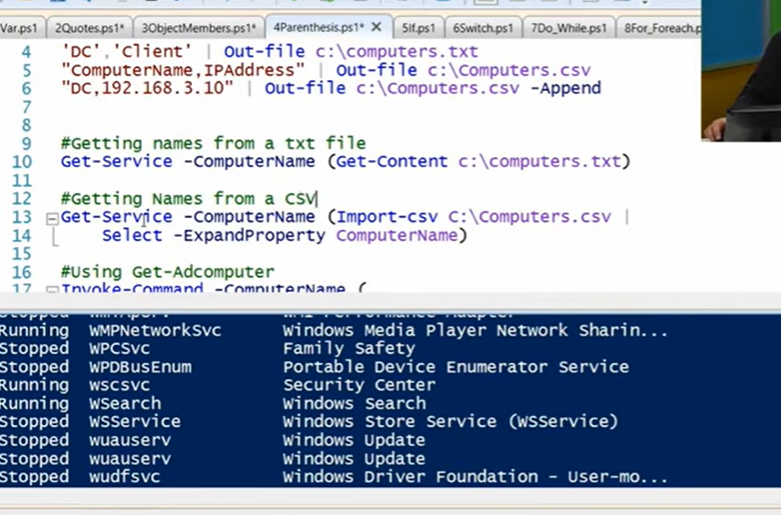 Var.ps1 2Quotes.ps1* 3ObjectMembers.ps1* 4Parenthesis.ps1* X 5If.ps1 6Switch.ps1 7Do_While.ps1 8For_Foreach.p
4 'DC','Client' | Out-file c:\computers.txt
5 "ComputerName,IPAddress" | Out-file c:\Computers.csv
6 "Dc,192.168.3.10" | Out-file c:\Computers.csv -Append
7
8
9 #Getting names from a txt file
10 Get-Service -ComputerName (Get-Content c:\computers.txt)
11
12 #Getting Names from a CSV
13 Get-Service -ComputerName (Import-csv C:\Computers.csv |
14 Select -ExpandProperty ComputerName)
15
16 #Using Get-Adcomputer
17 Invoke-Command -ComputerName (
Running WMPNetworkSvc Windows Media Player Network Sharin...
Stopped WPCSvc Family Safety
Stopped WPDBusEnum Portable Device Enumerator Service
Running wscsvc Security Center
Running WSearch Windows Search
Stopped WSService Windows Store Service (WSService)
Stopped wuauserv Windows Update
Stopped wuauserv Windows Update
Stopped wudfsvc Windows Driver Foundation - User-mo...